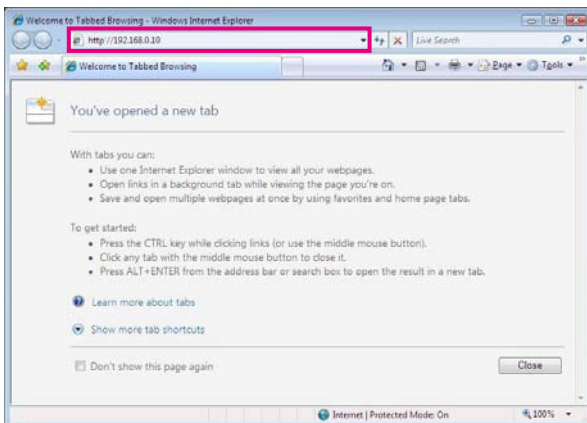 Welcome to Tabbed Browsing - Windows Internet Explorer
http://192.168.0.10
Live Search
Welcome to Tabbed Browsing
Page
Tools
You've opened a new tab
With tabs you can:
• Use one Internet Explorer window to view all your webpages.
• Open links in a background tab while viewing the page you're on.
• Save and open multiple webpages at once by using favorites and home page tabs.
To get started:
• Press the CTRL key while clicking links (or use the middle mouse button).
• Click any tab with the middle mouse button to close it.
• Press ALT+ENTER from the address bar or search box to open the result in a new tab.
Learn more about tabs
Show more tab shortcuts
Don't show this page again
Close
Internet | Protected Mode: On
100%